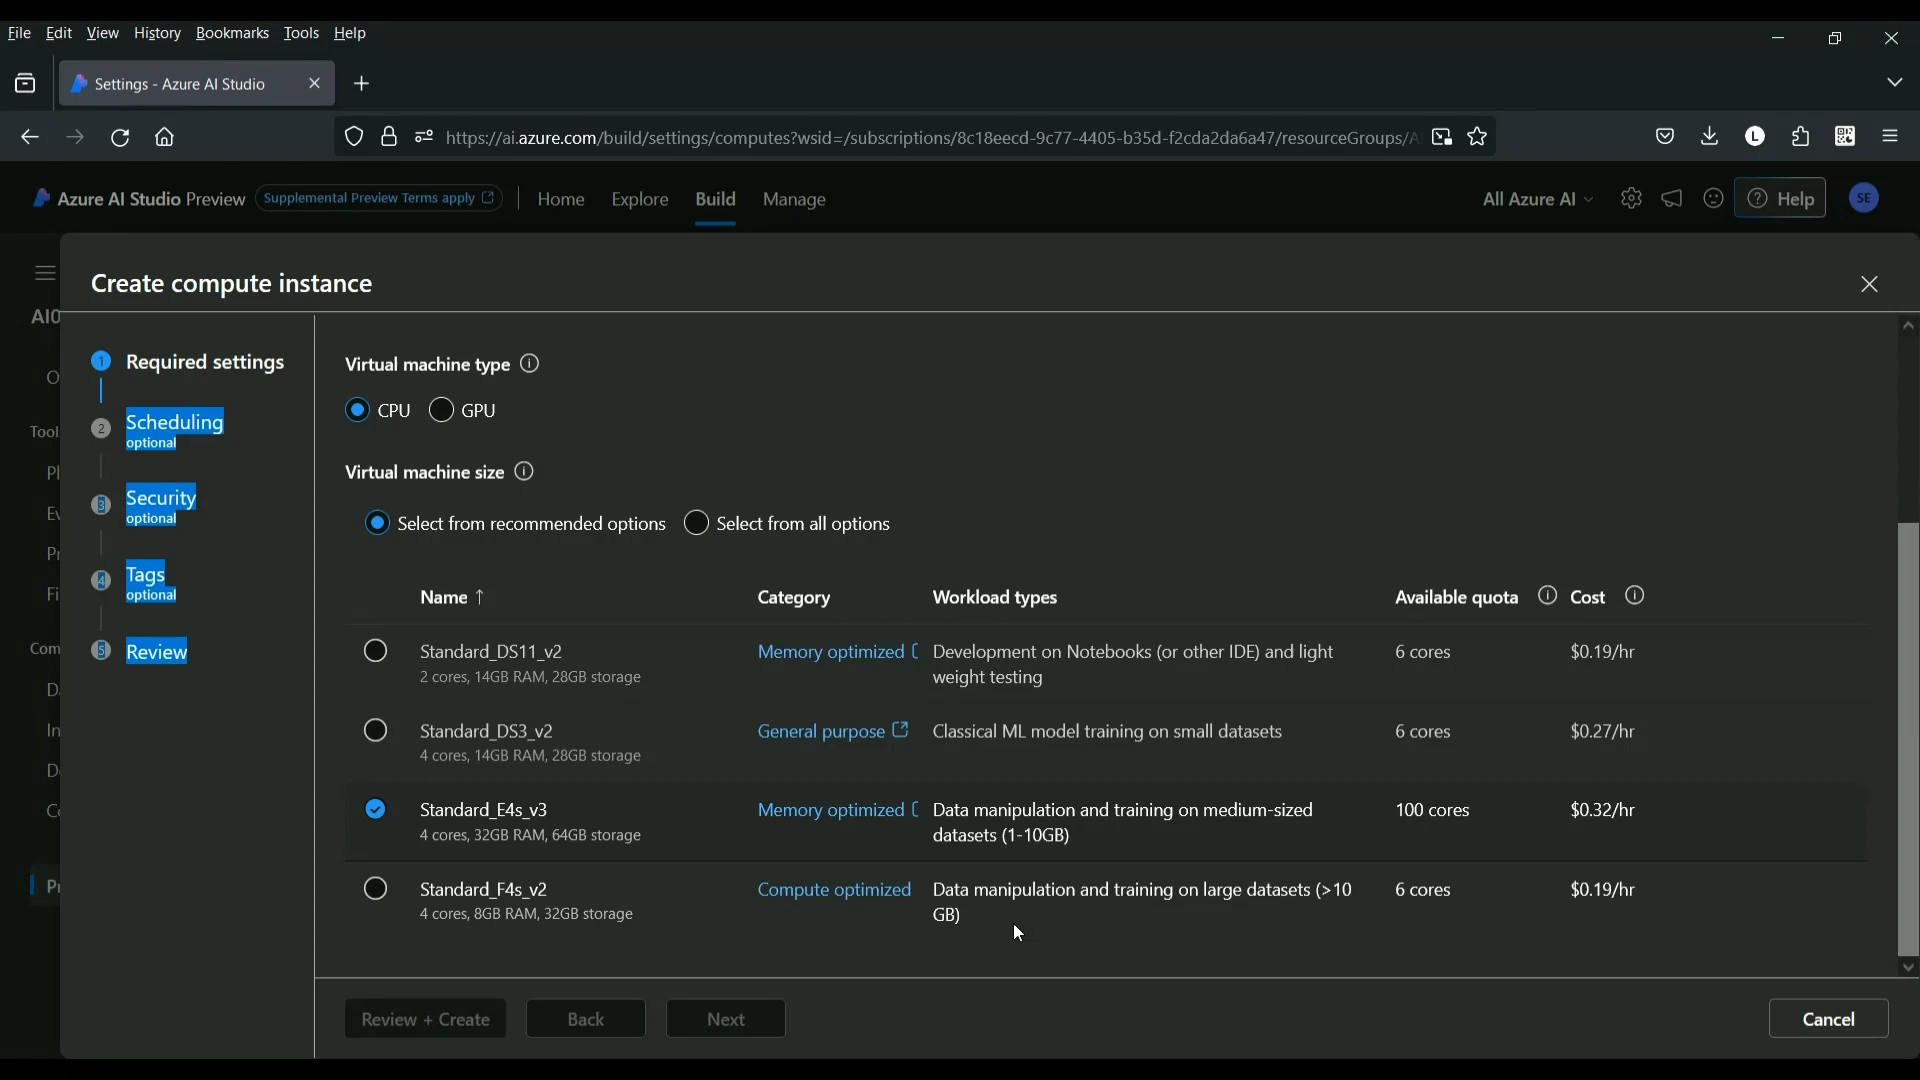 File Edit View History Bookmarks Tools Help
Settings - Azure AI Studio
https://ai.azure.com/build/settings/computes?wsid=/subscriptions/8c18eecd-9c77-4405-b35d-f2cda2da6a47/resourceGroups/A
L
Azure AI Studio Preview Supplemental Preview Terms apply Home Explore Build Manage All Azure AI Help SE
Create compute instance
1 Required settings
2 Scheduling
optional
3 Security
optional
4 Tags
optional
5 Review
Virtual machine type
CPU GPU
Virtual machine size
Select from recommended options Select from all options
Name ↑ Category Workload types Available quota Cost
Standard_DS11_v2 Memory optimized Development on Notebooks (or other IDE) and light 6 cores $0.19/hr
2 cores, 14GB RAM, 28GB storage weight testing
Standard_DS3_v2 General purpose Classical ML model training on small datasets 6 cores $0.27/hr
4 cores, 14GB RAM, 28GB storage
Standard_E4s_v3 Memory optimized Data manipulation and training on medium-sized 100 cores $0.32/hr
4 cores, 32GB RAM, 64GB storage datasets (1-10GB)
Standard_F4s_v2 Compute optimized Data manipulation and training on large datasets (>10 6 cores $0.19/hr
4 cores, 8GB RAM, 32GB storage GB)
Review + Create Back Next Cancel